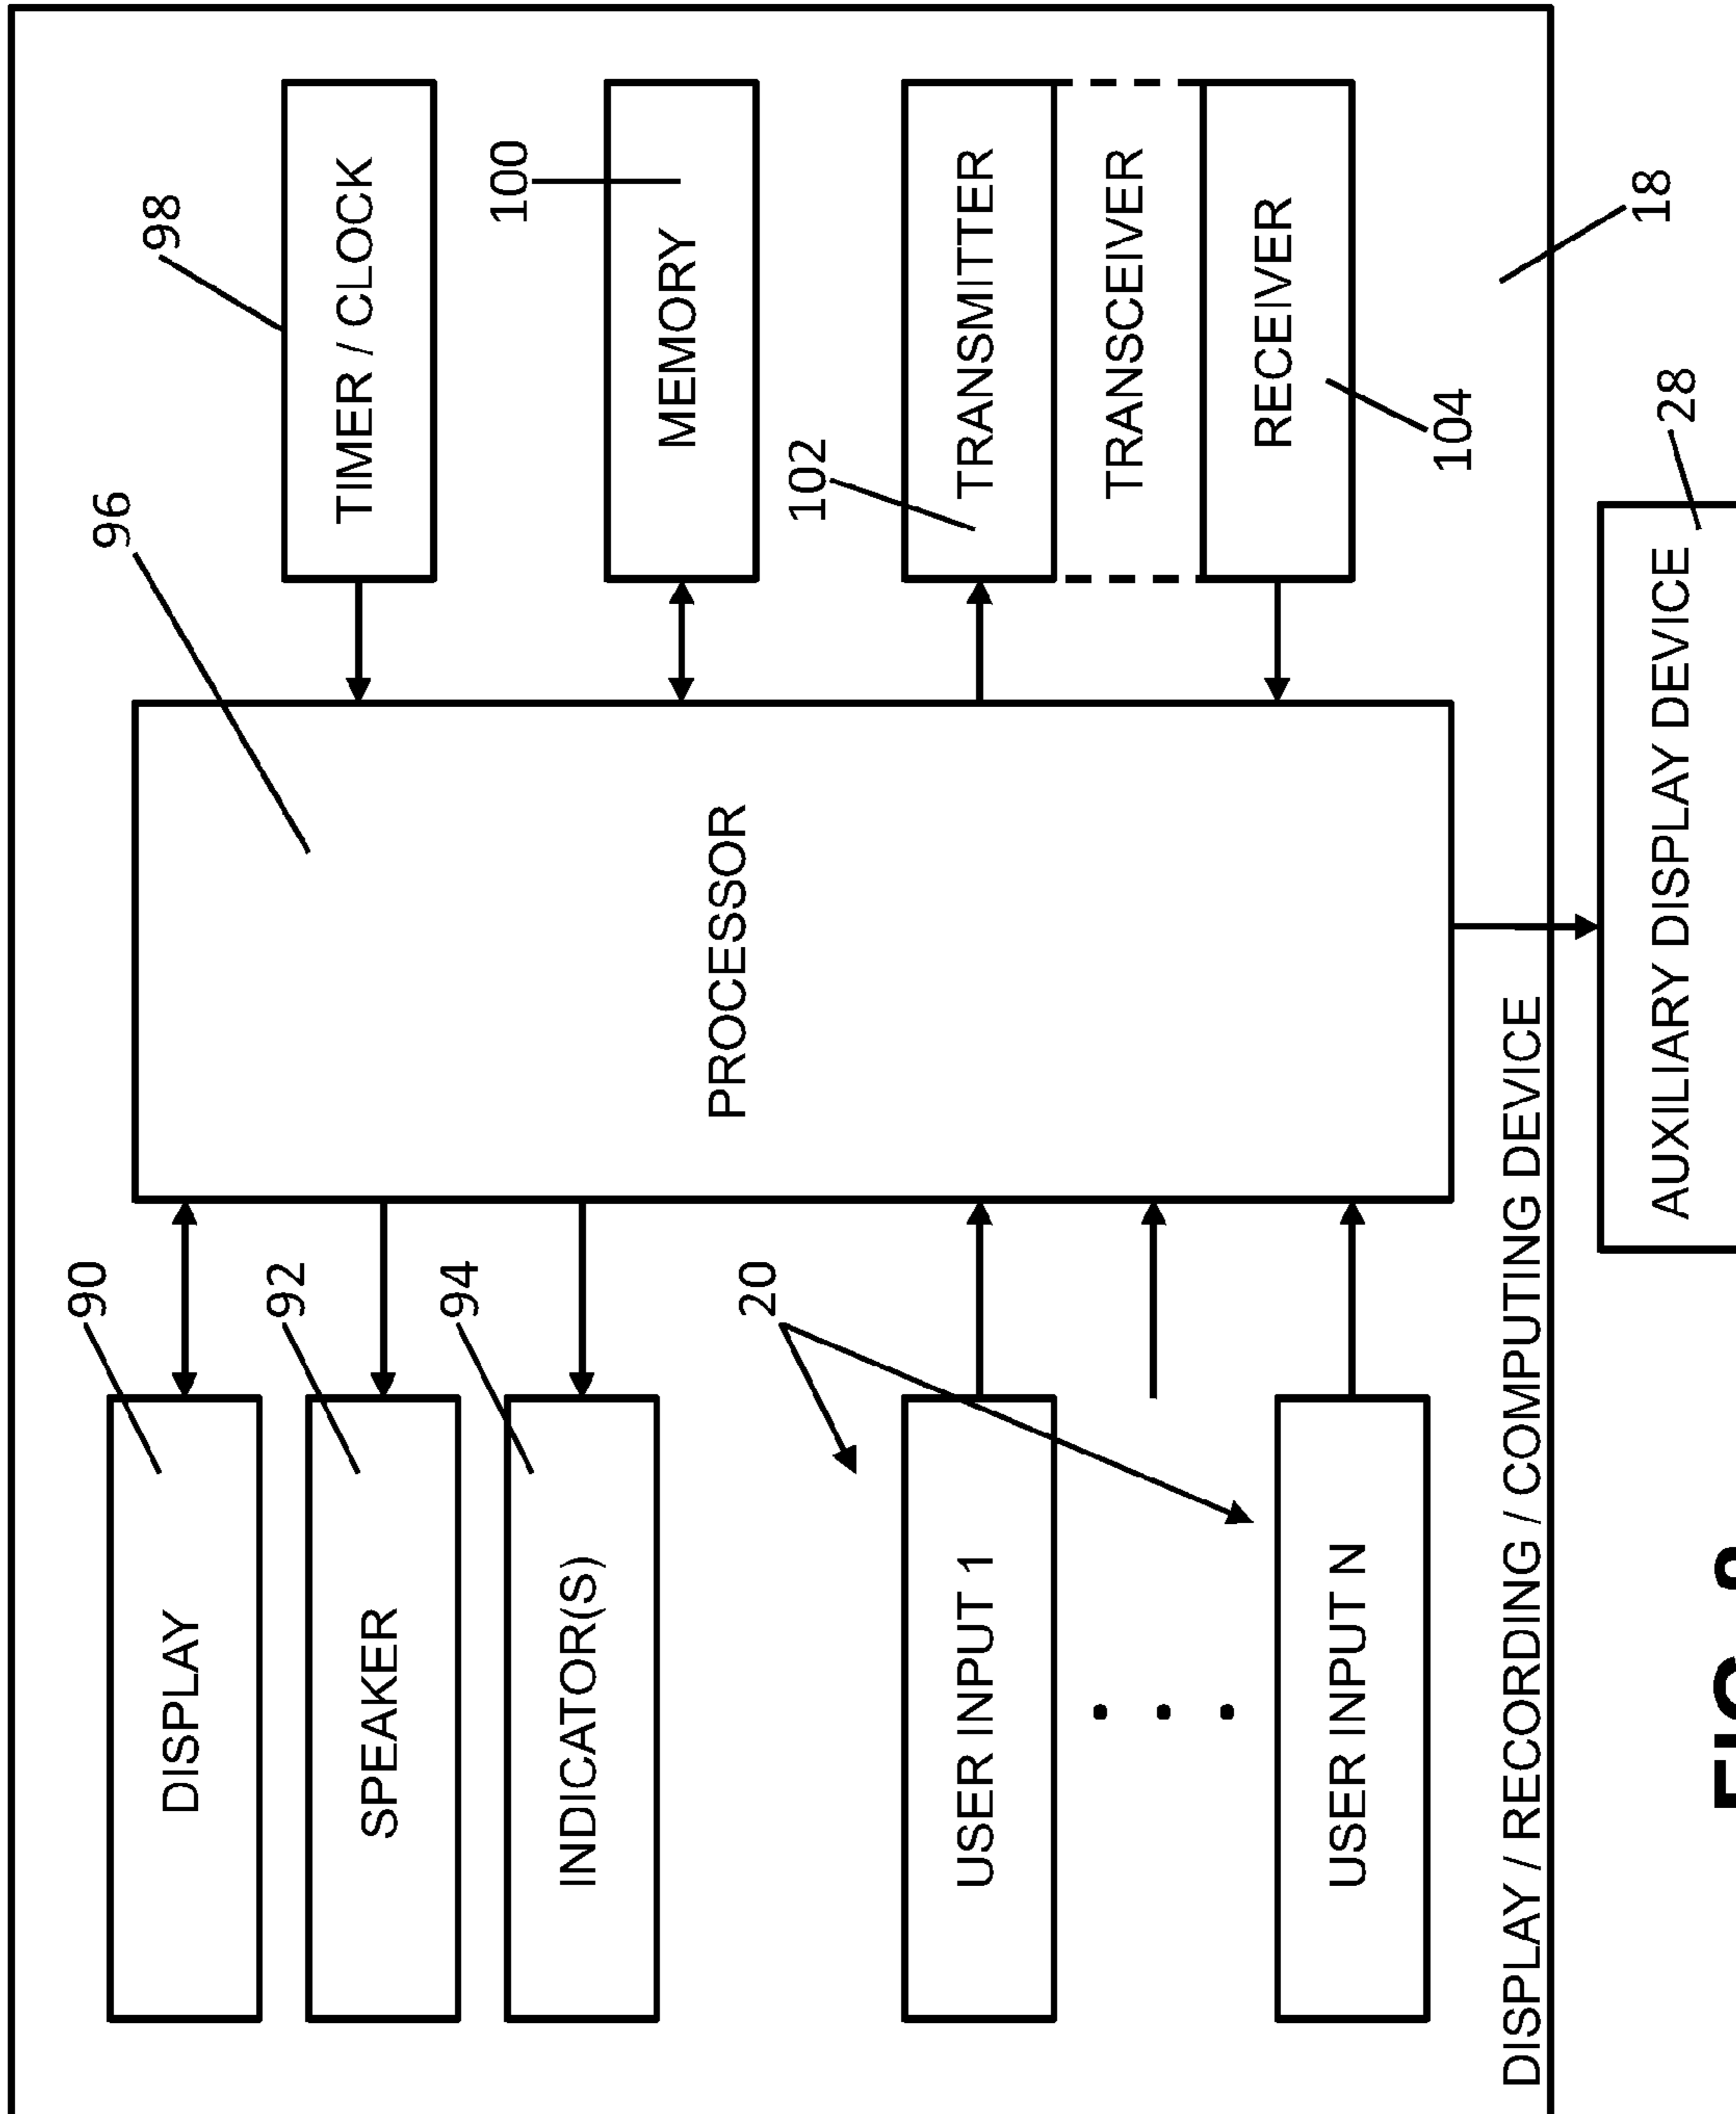 90
DISPLAY
92
SPEAKER
94
INDICATOR(S)
20
USER INPUT 1
USER INPUT N
96
PROCESSOR
98
TIMER / CLOCK
100
MEMORY
102
TRANSMITTER
TRANSCEIVER
RECEIVER
104
18
DISPLAY / RECORDING / COMPUTING DEVICE
28
AUXILIARY DISPLAY DEVICE